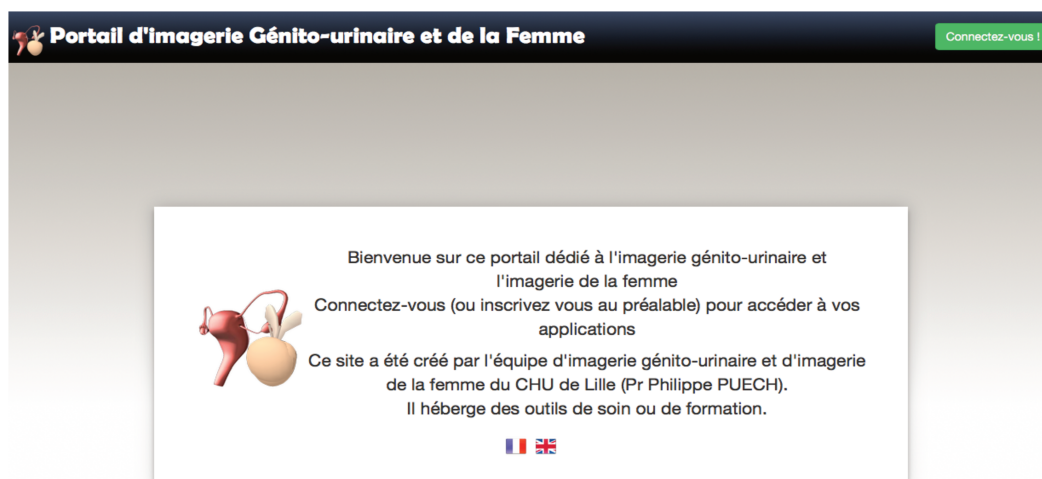 Portail d'imagerie Génito-urinaire et de la Femme
Connectez-vous !
Bienvenue sur ce portail dédié à l'imagerie génito-urinaire et
l'imagerie de la femme
Connectez-vous (ou inscrivez vous au préalable) pour accéder à vos
applications
Ce site a été créé par l'équipe d'imagerie génito-urinaire et d'imagerie
de la femme du CHU de Lille (Pr Philippe PUECH).
Il héberge des outils de soin ou de formation.